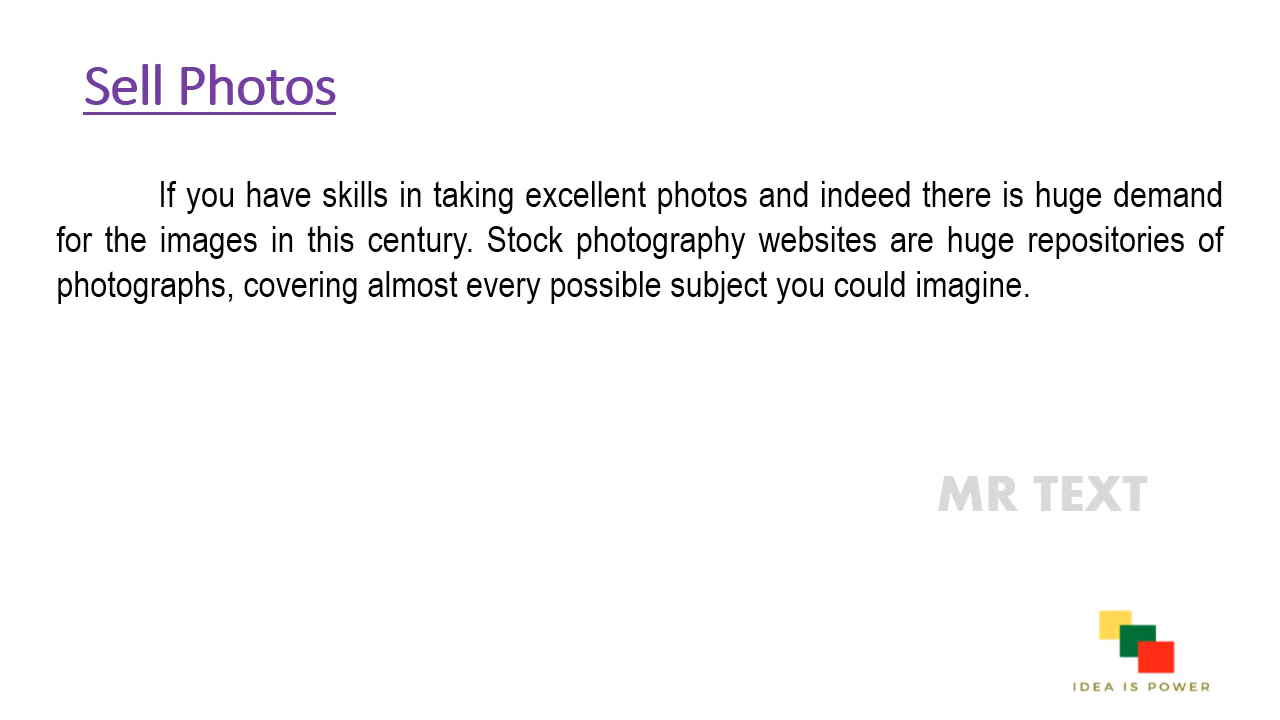 Sell Photos
If you have skills in taking excellent photos and indeed there is huge demand
for the images in this century. Stock photography websites are huge repositories of
photographs, covering almost every possible subject you could imagine.
MR TEXT
IDEA IS POWER